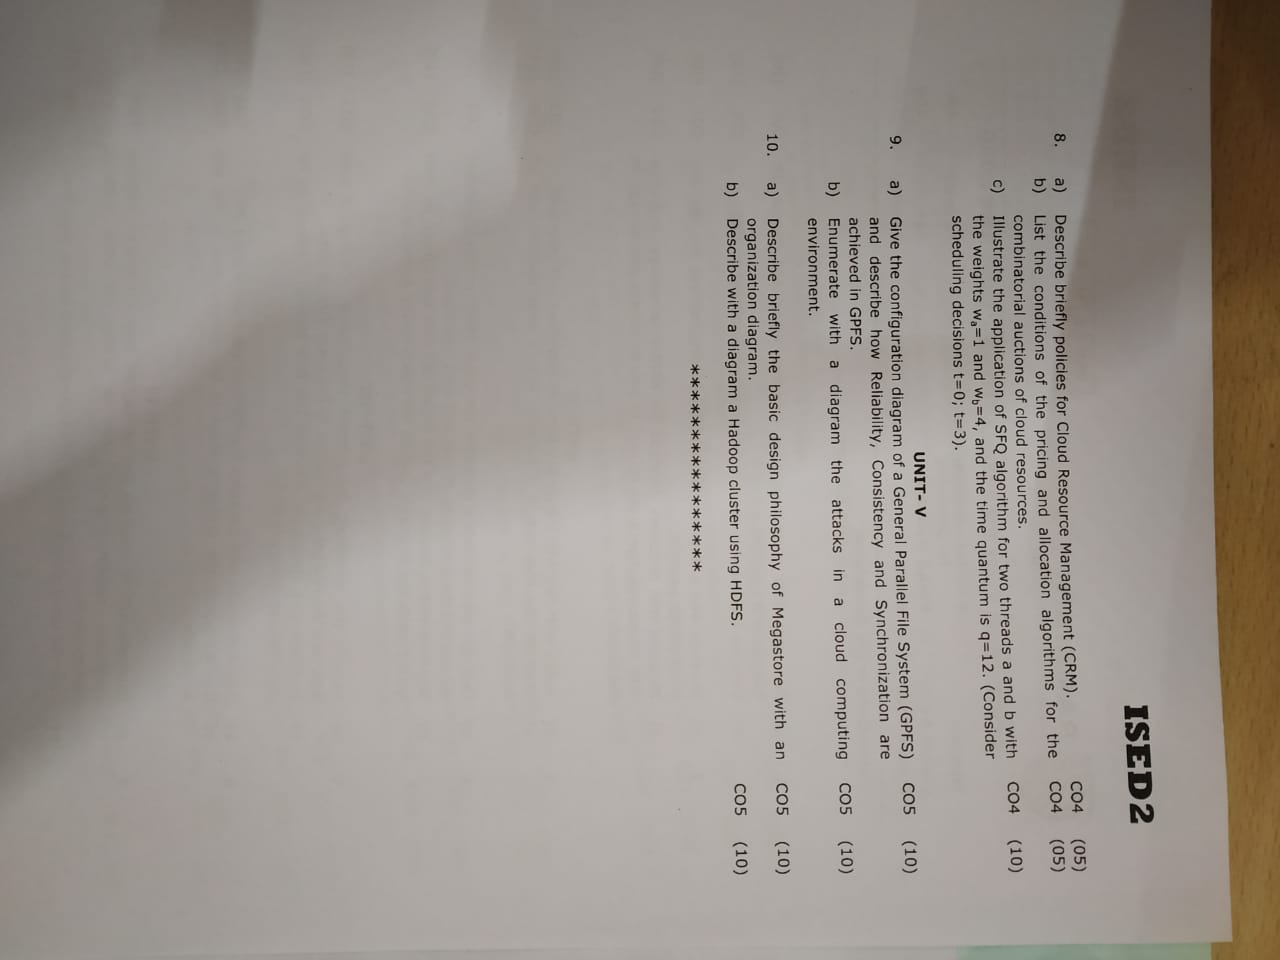 ISED2
8. a) Describe briefly policies for Cloud Resource Management (CRM). CO4 (05)
b) List the conditions of the pricing and allocation algorithms for the CO4 (05)
combinatorial auctions of cloud resources.
c) Illustrate the application of SFQ algorithm for two threads a and b with CO4 (10)
the weights wₐ=1 and w_b=4, and the time quantum is q=12. (Consider
scheduling decisions t=0; t=3).
UNIT- V
9. a) Give the configuration diagram of a General Parallel File System (GPFS) CO5 (10)
and describe how Reliability, Consistency and Synchronization are
achieved in GPFS.
b) Enumerate with a diagram the attacks in a cloud computing CO5 (10)
environment.
10. a) Describe briefly the basic design philosophy of Megastore with an CO5 (10)
organization diagram.
b) Describe with a diagram a Hadoop cluster using HDFS. CO5 (10)
*****************